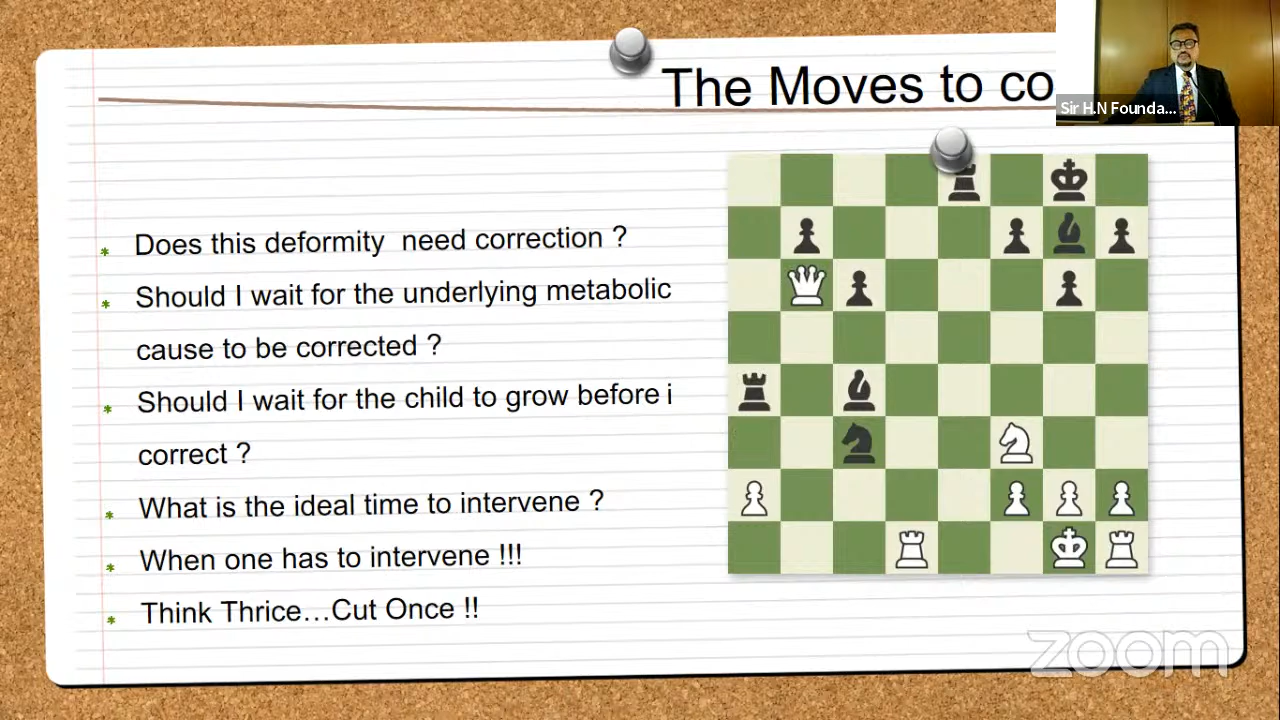 The Moves to co
Sir H.N Founda...
Does this deformity need correction ?
Should I wait for the underlying metabolic
cause to be corrected ?
Should I wait for the child to grow before i
correct ?
What is the ideal time to intervene ?
When one has to intervene !!!
Think Thrice…Cut Once !!
zoom